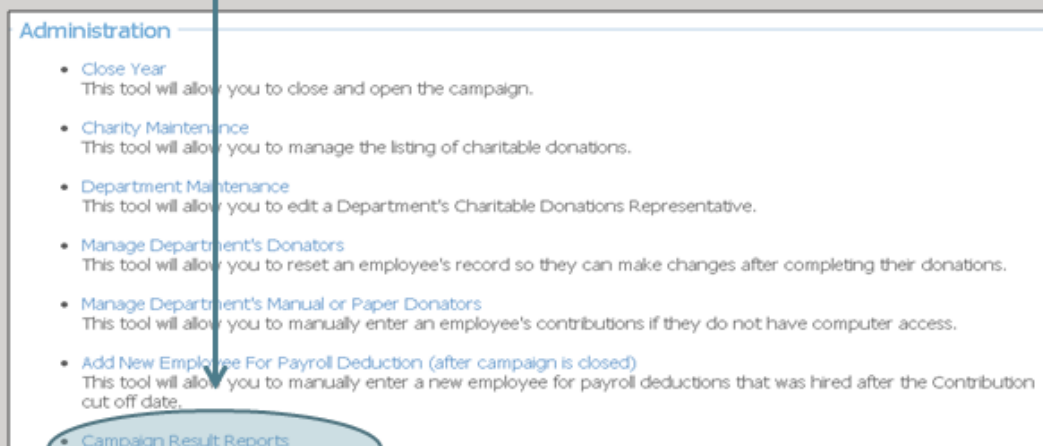 Administration
Close Year
This tool will allow you to close and open the campaign.
Charity Maintenance
This tool will allow you to manage the listing of charitable donations.
Department Maintenance
This tool will allow you to edit a Department's Charitable Donations Representative.
Manage Department's Donators
This tool will allow you to reset an employee's record so they can make changes after completing their donations.
Manage Department's Manual or Paper Donators
This tool will allow you to manually enter an employee's contributions if they do not have computer access.
Add New Employee For Payroll Deduction (after campaign is closed)
This tool will allow you to manually enter a new employee for payroll deductions that was hired after the Contribution
cut off date.
Campaign Result Reports